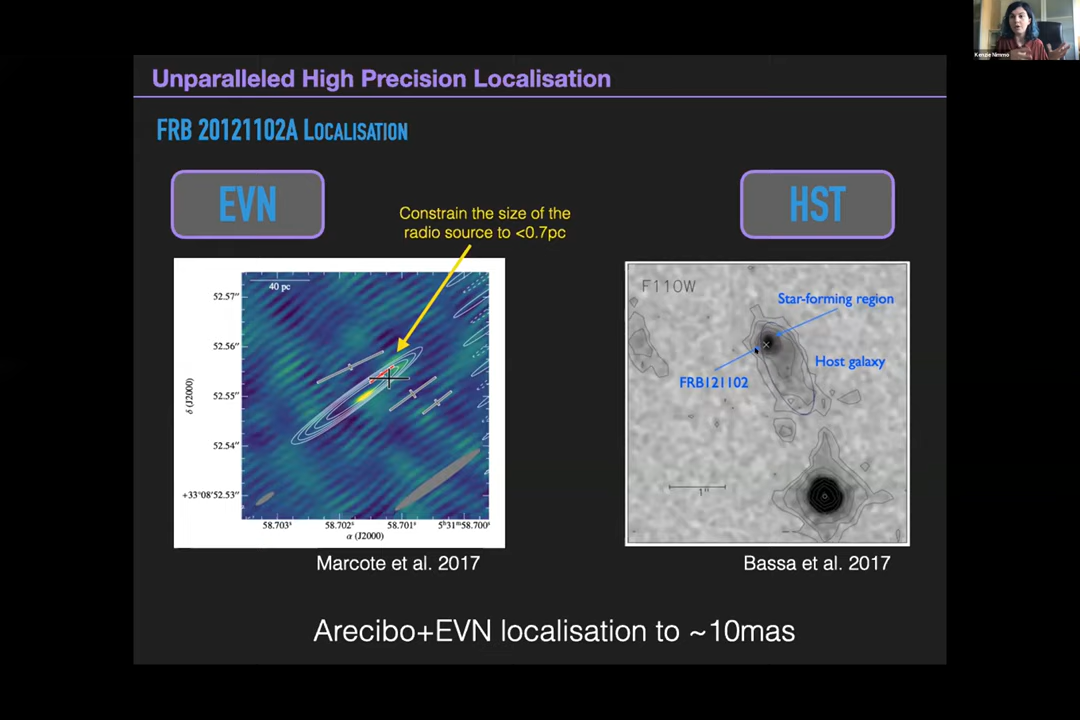 Kenzie Nimmo
Unparalleled High Precision Localisation
FRB 20121102A LOCALISATION
EVN
HST
Constrain the size of the
radio source to <0.7pc
40 pc
52.57″
52.56″
52.55″
52.54″
+33°08′52.53″
δ (J2000)
58.703ˢ
58.702ˢ
58.701ˢ
5ʰ31ᵐ58.700ˢ
α (J2000)
F110W
Star-forming region
Host galaxy
FRB121102
1″
Marcote et al. 2017
Bassa et al. 2017
Arecibo+EVN localisation to ~10mas